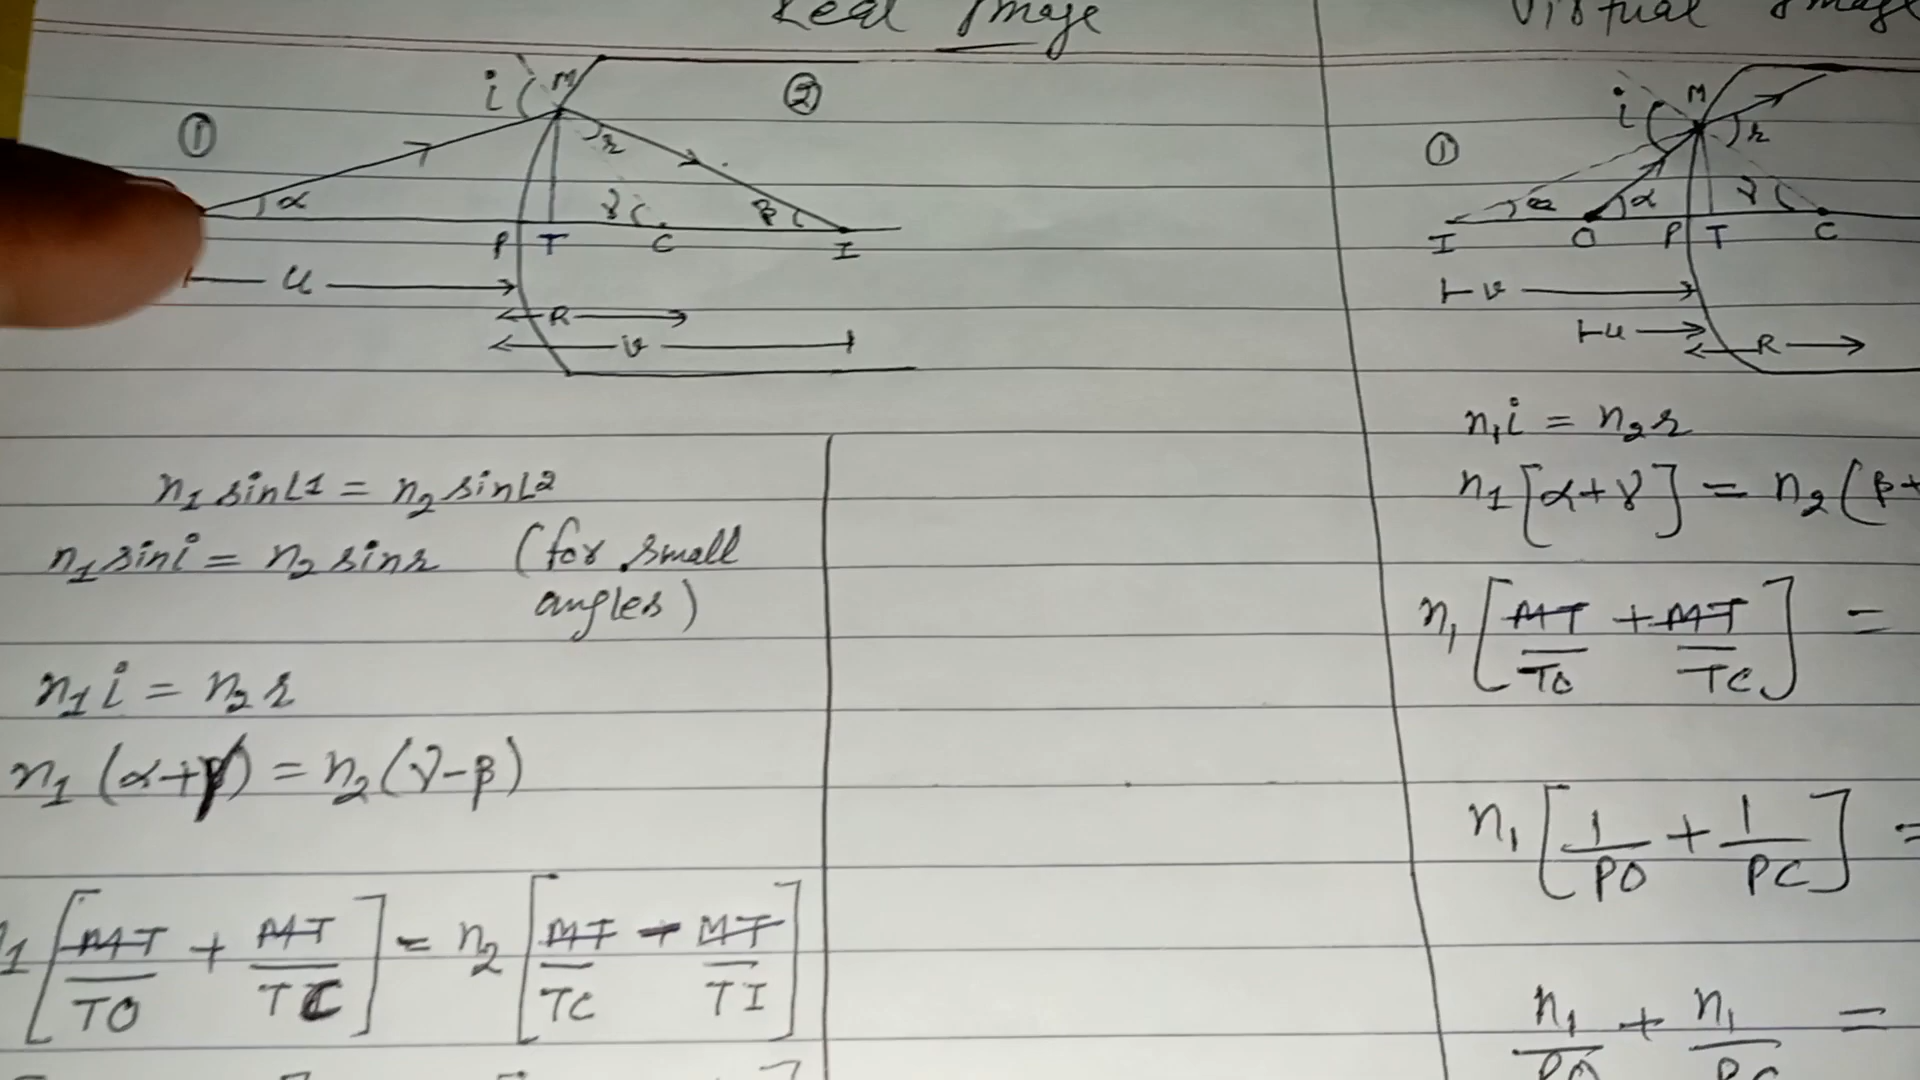 Real Image
i M ②
①
r
α γ β
P T C I
u
R
v
n₁ sin∠1 = n₂ sin∠2
n₁ sin i = n₂ sin r (for small
angles)
n₁ i = n₂ r
n₁ (α+γ) = n₂ (γ-β)
1 [MT/TO + MT/TC] = n₂ [MT/TC - MT/TI]
Virtual Image
M
i r
①
α γ
I O P T C
v
u
R
n₁i = n₂r
n₁ [α+γ] = n₂ (β+
n₁ [MT/TO + MT/TC] =
n₁ [1/PO + 1/PC] =
n₁/PO + n₁/PC =